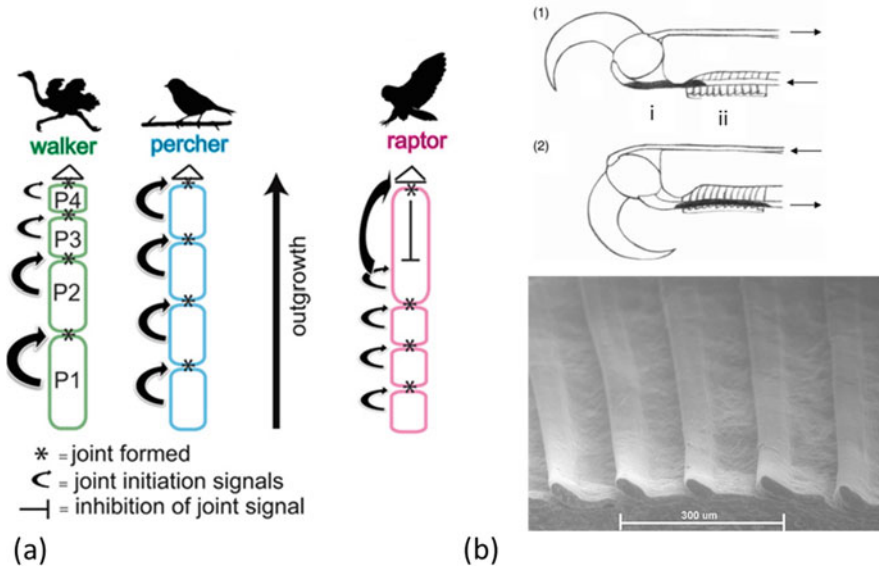 walker percher raptor
P4
P3
P2
P1
outgrowth
* = joint formed
= joint initiation signals
= inhibition of joint signal
(a)
(1)
i ii
(2)
300 um
(b)